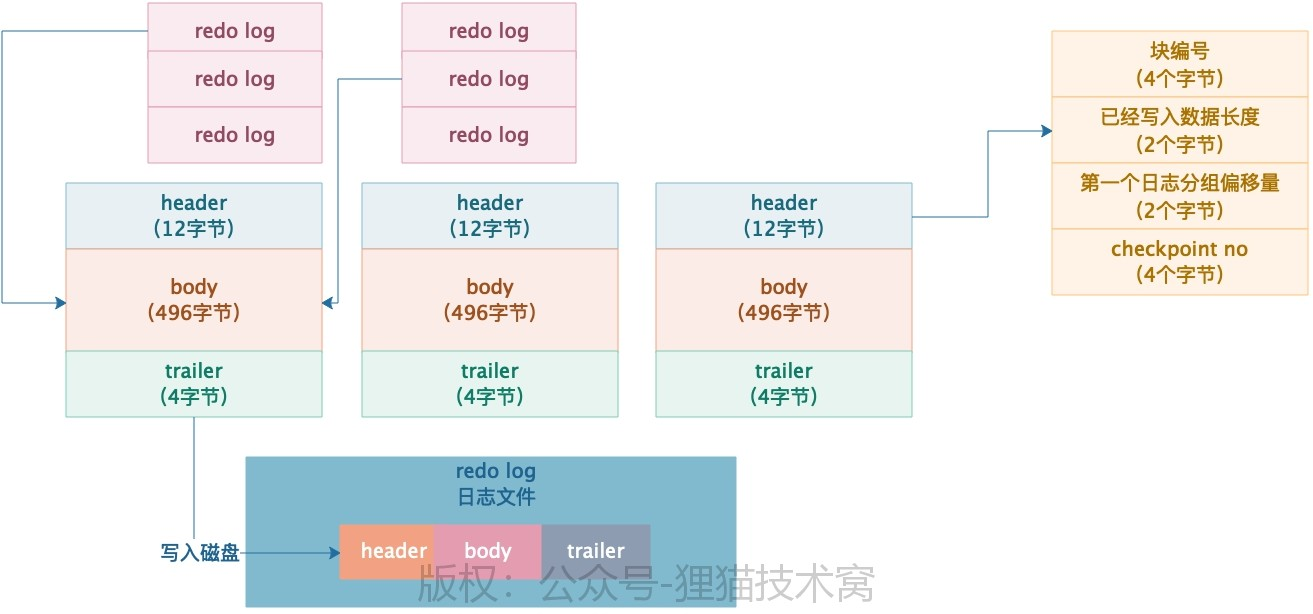 redo log
redo log
redo log
redo log
redo log
redo log
header
(12字节)
body
(496字节)
trailer
(4字节)
header
(12字节)
body
(496字节)
trailer
(4字节)
header
(12字节)
body
(496字节)
trailer
(4字节)
块编号
(4个字节)
已经写入数据长度
(2个字节)
第一个日志分组偏移量
(2个字节)
checkpoint no
(4个字节)
redo log
日志文件
写入磁盘
header
body
trailer
版权：公众号-狸猫技术窝